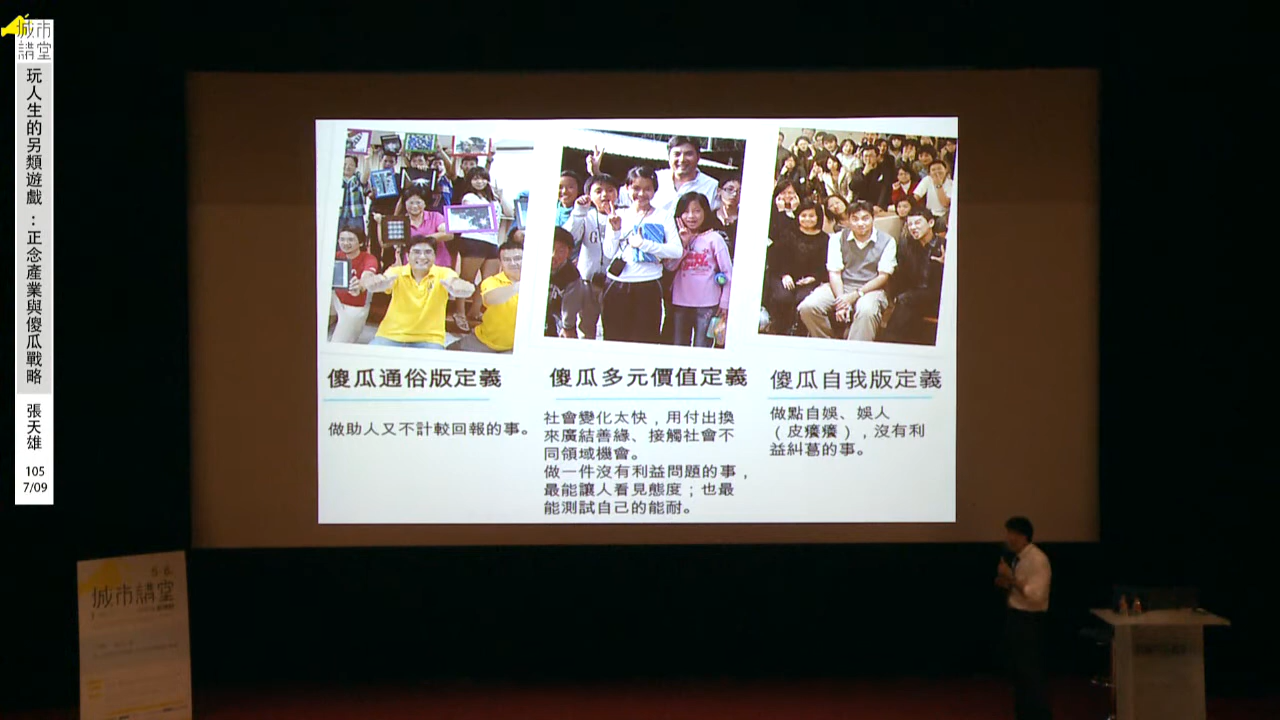 城市
講堂
玩人生的另類遊戲：正念產業與傻瓜戰略
張天雄
105
7/09
傻瓜通俗版定義
做助人又不計較回報的事。
傻瓜多元價值定義
社會變化太快，用付出換
來廣結善緣、接觸社會不
同領域機會。
做一件沒有利益問題的事，
最能讓人看見態度；也最
能測試自己的能耐。
傻瓜自我版定義
做點自娛、娛人
（皮癢癢），沒有利
益糾葛的事。
城市講堂